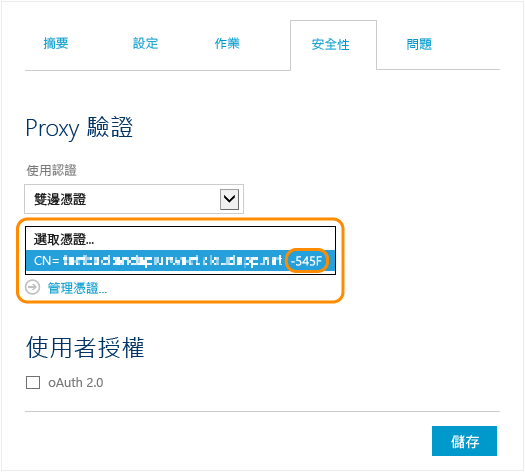 摘要 設定 作業 安全性 問題
Proxy 驗證
使用認證
雙邊憑證
選取憑證...
CN= -545F
管理憑證...
使用者授權
oAuth 2.0
儲存